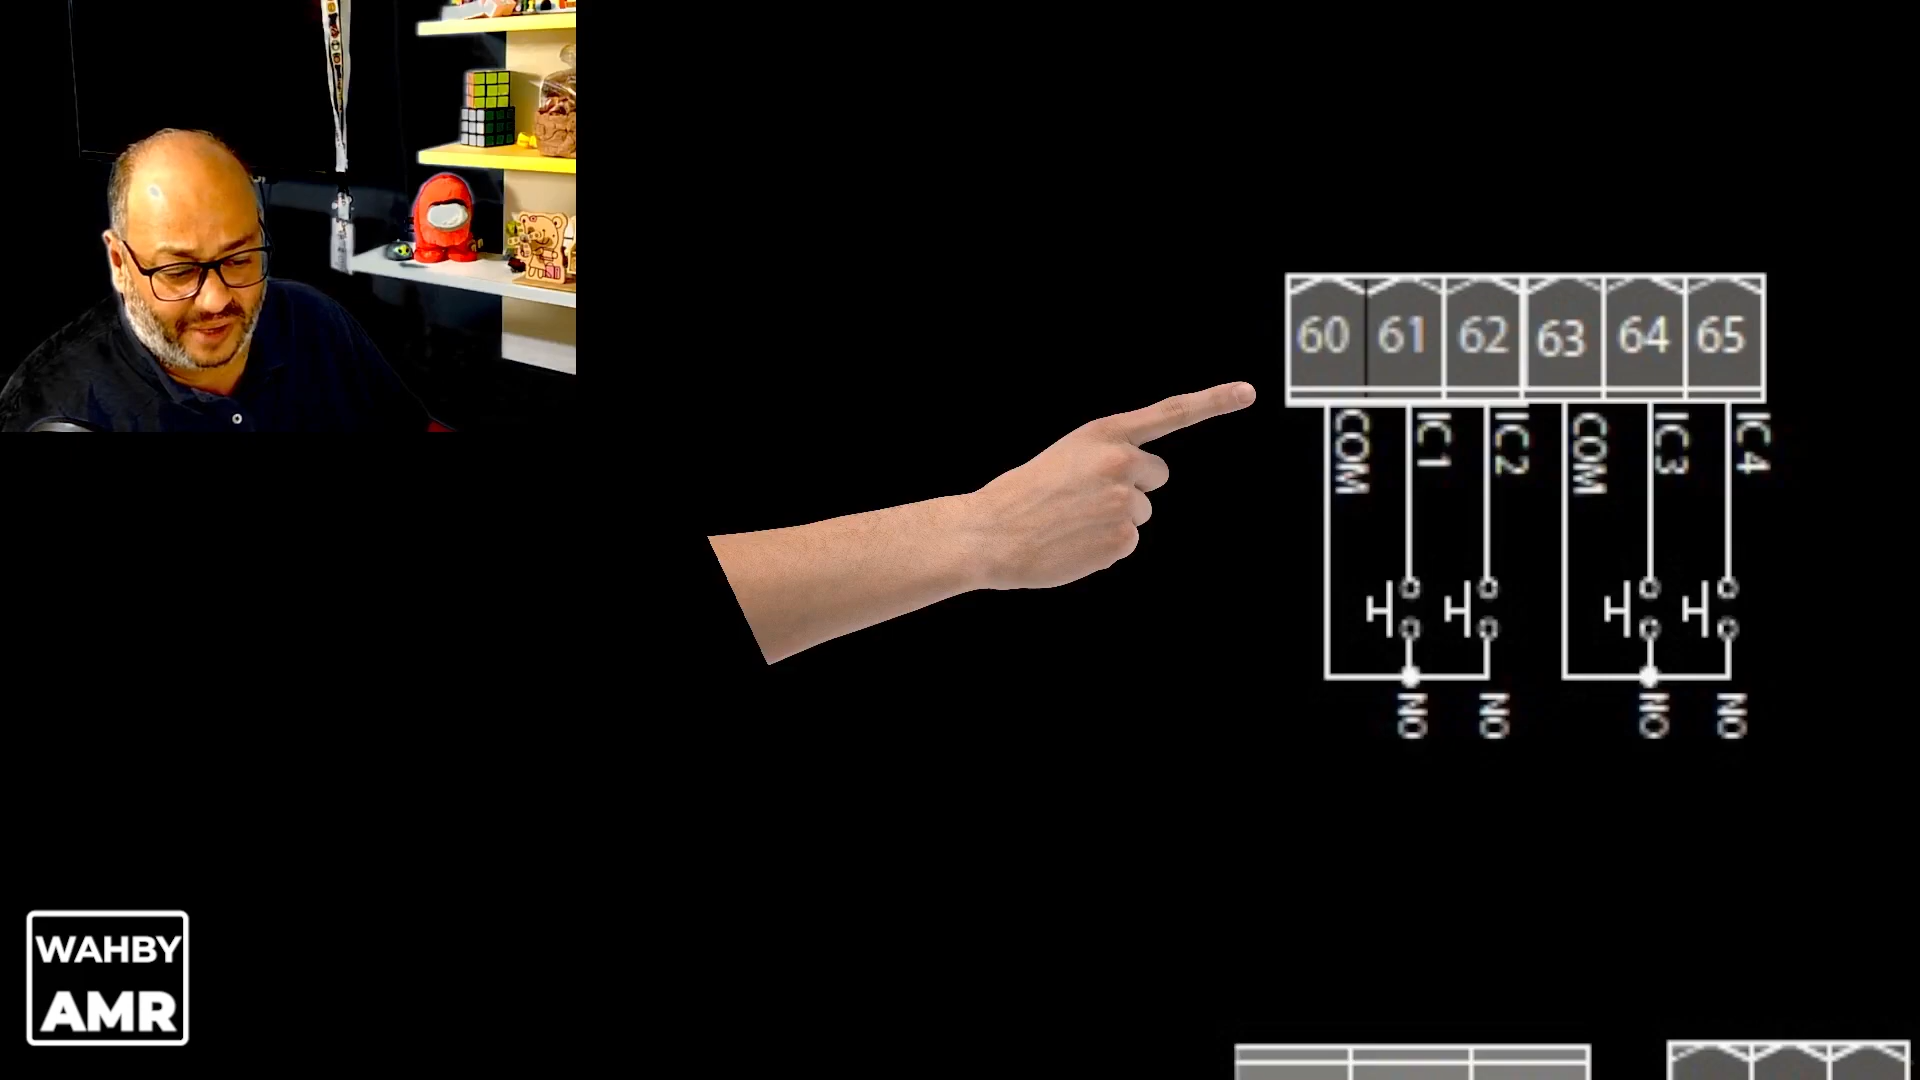 60 61 62 63 64 65
COM IC1 IC2 COM IC3 IC4
NO NO NO NO
WAHBY
AMR